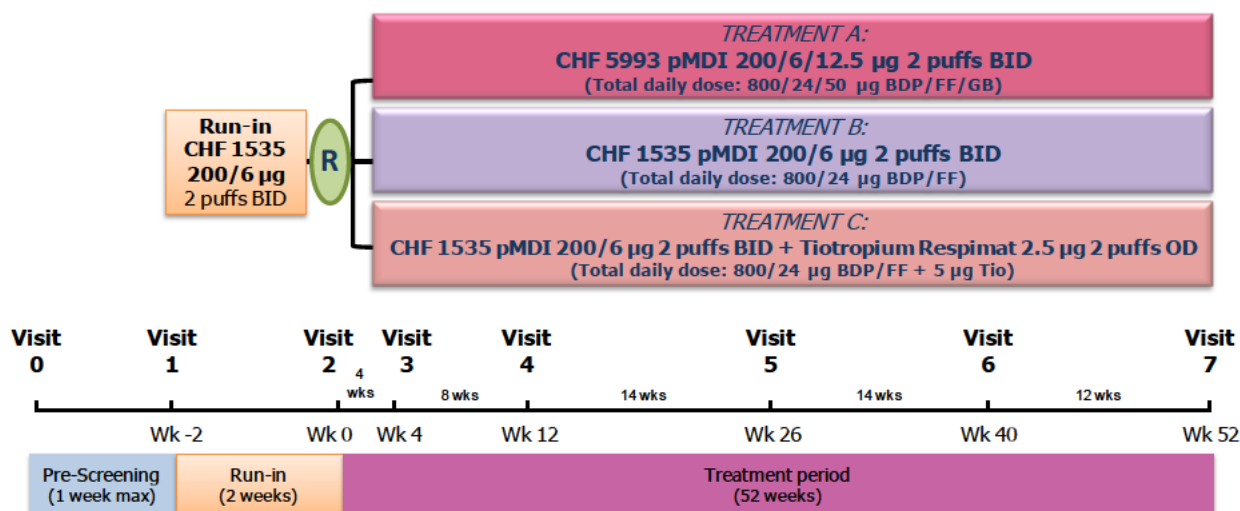 TREATMENT A:
CHF 5993 pMDI 200/6/12.5 µg 2 puffs BID
(Total daily dose: 800/24/50 µg BDP/FF/GB)
Run-in
CHF 1535
200/6 µg
2 puffs BID
R
TREATMENT B:
CHF 1535 pMDI 200/6 µg 2 puffs BID
(Total daily dose: 800/24 µg BDP/FF)
TREATMENT C:
CHF 1535 pMDI 200/6 µg 2 puffs BID + Tiotropium Respimat 2.5 µg 2 puffs OD
(Total daily dose: 800/24 µg BDP/FF + 5 µg Tio)
Visit 0
Visit 1
Visit 2
Visit 3
Visit 4
Visit 5
Visit 6
Visit 7
4 wks
8 wks
14 wks
14 wks
12 wks
Wk -2
Wk 0
Wk 4
Wk 12
Wk 26
Wk 40
Wk 52
Pre-Screening
(1 week max)
Run-in
(2 weeks)
Treatment period
(52 weeks)